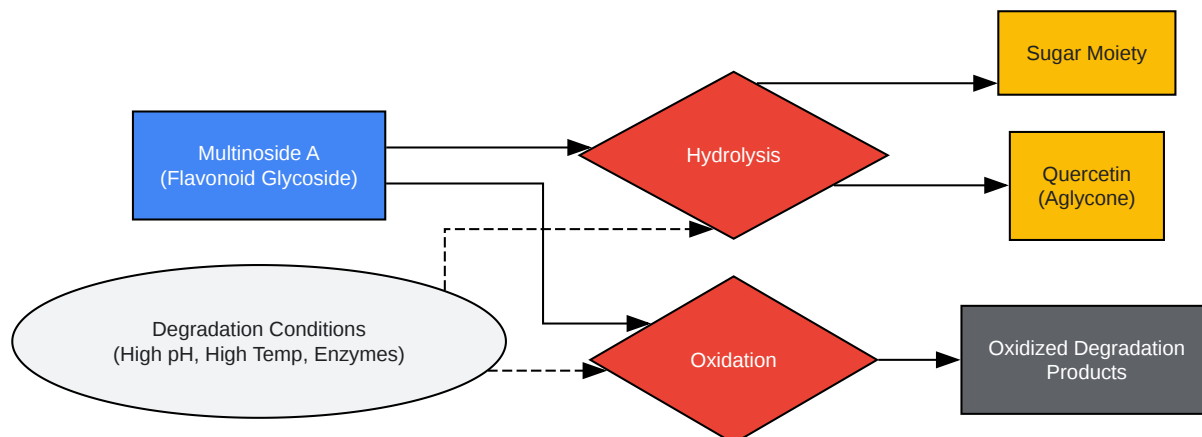 Sugar Moiety
Multinoside A
(Flavonoid Glycoside)
Hydrolysis
Quercetin
(Aglycone)
Degradation Conditions
(High pH, High Temp, Enzymes)
Oxidation
Oxidized Degradation
Products